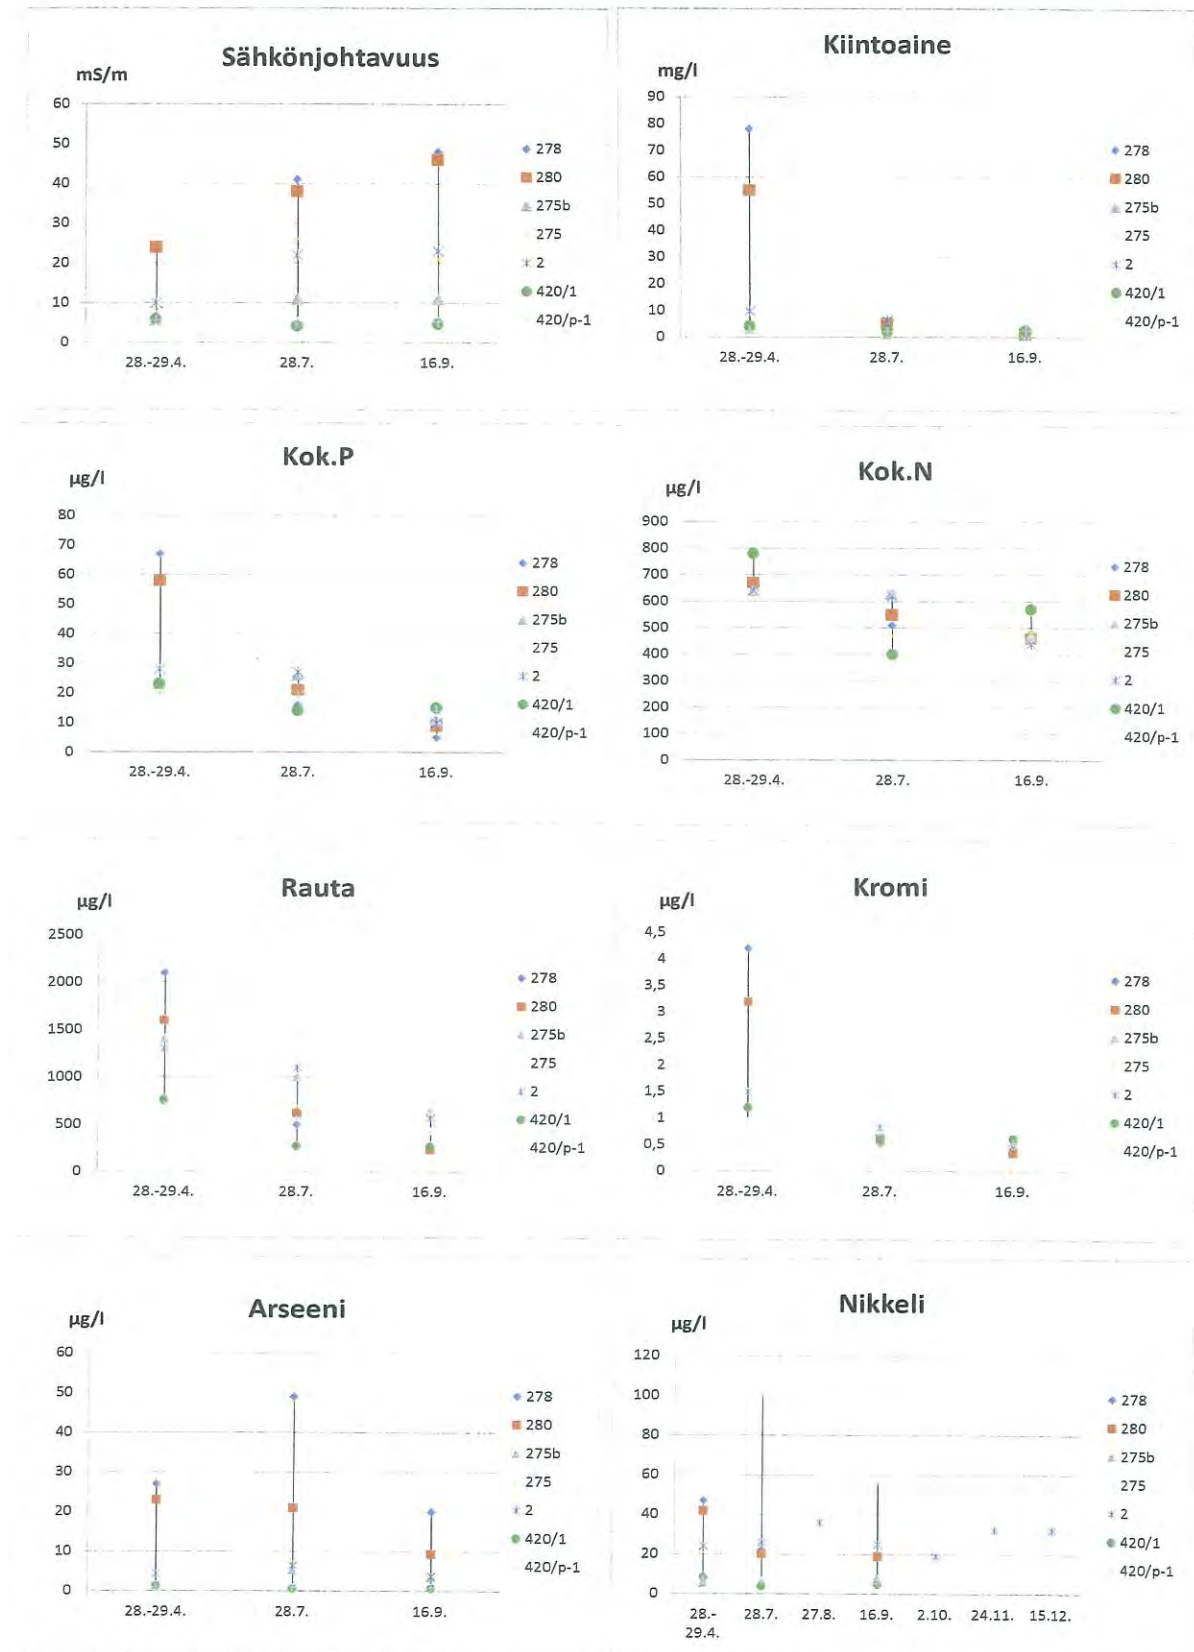 Sähkönjohtavuus
mS/m
60
50
40
30
20
10
0
28.-29.4. 28.7. 16.9.
278
280
275b
275
2
420/1
420/p-1
Kiintoaine
mg/l
90
80
70
60
50
40
30
20
10
0
28.-29.4. 28.7. 16.9.
278
280
275b
275
2
420/1
420/p-1
Kok.P
µg/l
80
70
60
50
40
30
20
10
0
28.-29.4. 28.7. 16.9.
278
280
275b
275
2
420/1
420/p-1
Kok.N
µg/l
900
800
700
600
500
400
300
200
100
0
28.-29.4. 28.7. 16.9.
278
280
275b
275
2
420/1
420/p-1
Rauta
µg/l
2500
2000
1500
1000
500
0
28.-29.4. 28.7. 16.9.
278
280
275b
275
2
420/1
420/p-1
Kromi
µg/l
4,5
4
3,5
3
2,5
2
1,5
1
0,5
0
28.-29.4. 28.7. 16.9.
278
280
275b
275
2
420/1
420/p-1
Arseeni
µg/l
60
50
40
30
20
10
0
28.-29.4. 28.7. 16.9.
278
280
275b
275
2
420/1
420/p-1
Nikkeli
µg/l
120
100
80
60
40
20
0
28.- 28.7. 27.8. 16.9. 2.10. 24.11. 15.12.
29.4.
278
280
275b
275
2
420/1
420/p-1